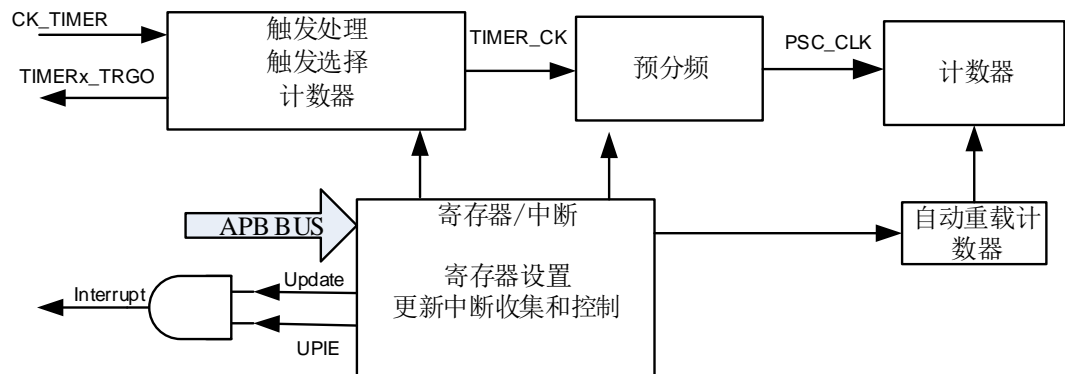 CK_TIMER
TIMERx_TRGO
触发处理
触发选择
计数器
TIMER_CK
预分频
PSC_CLK
计数器
APB BUS
寄存器/中断
寄存器设置
更新中断收集和控制
自动重载计
数器
Interrupt
Update
UPIE